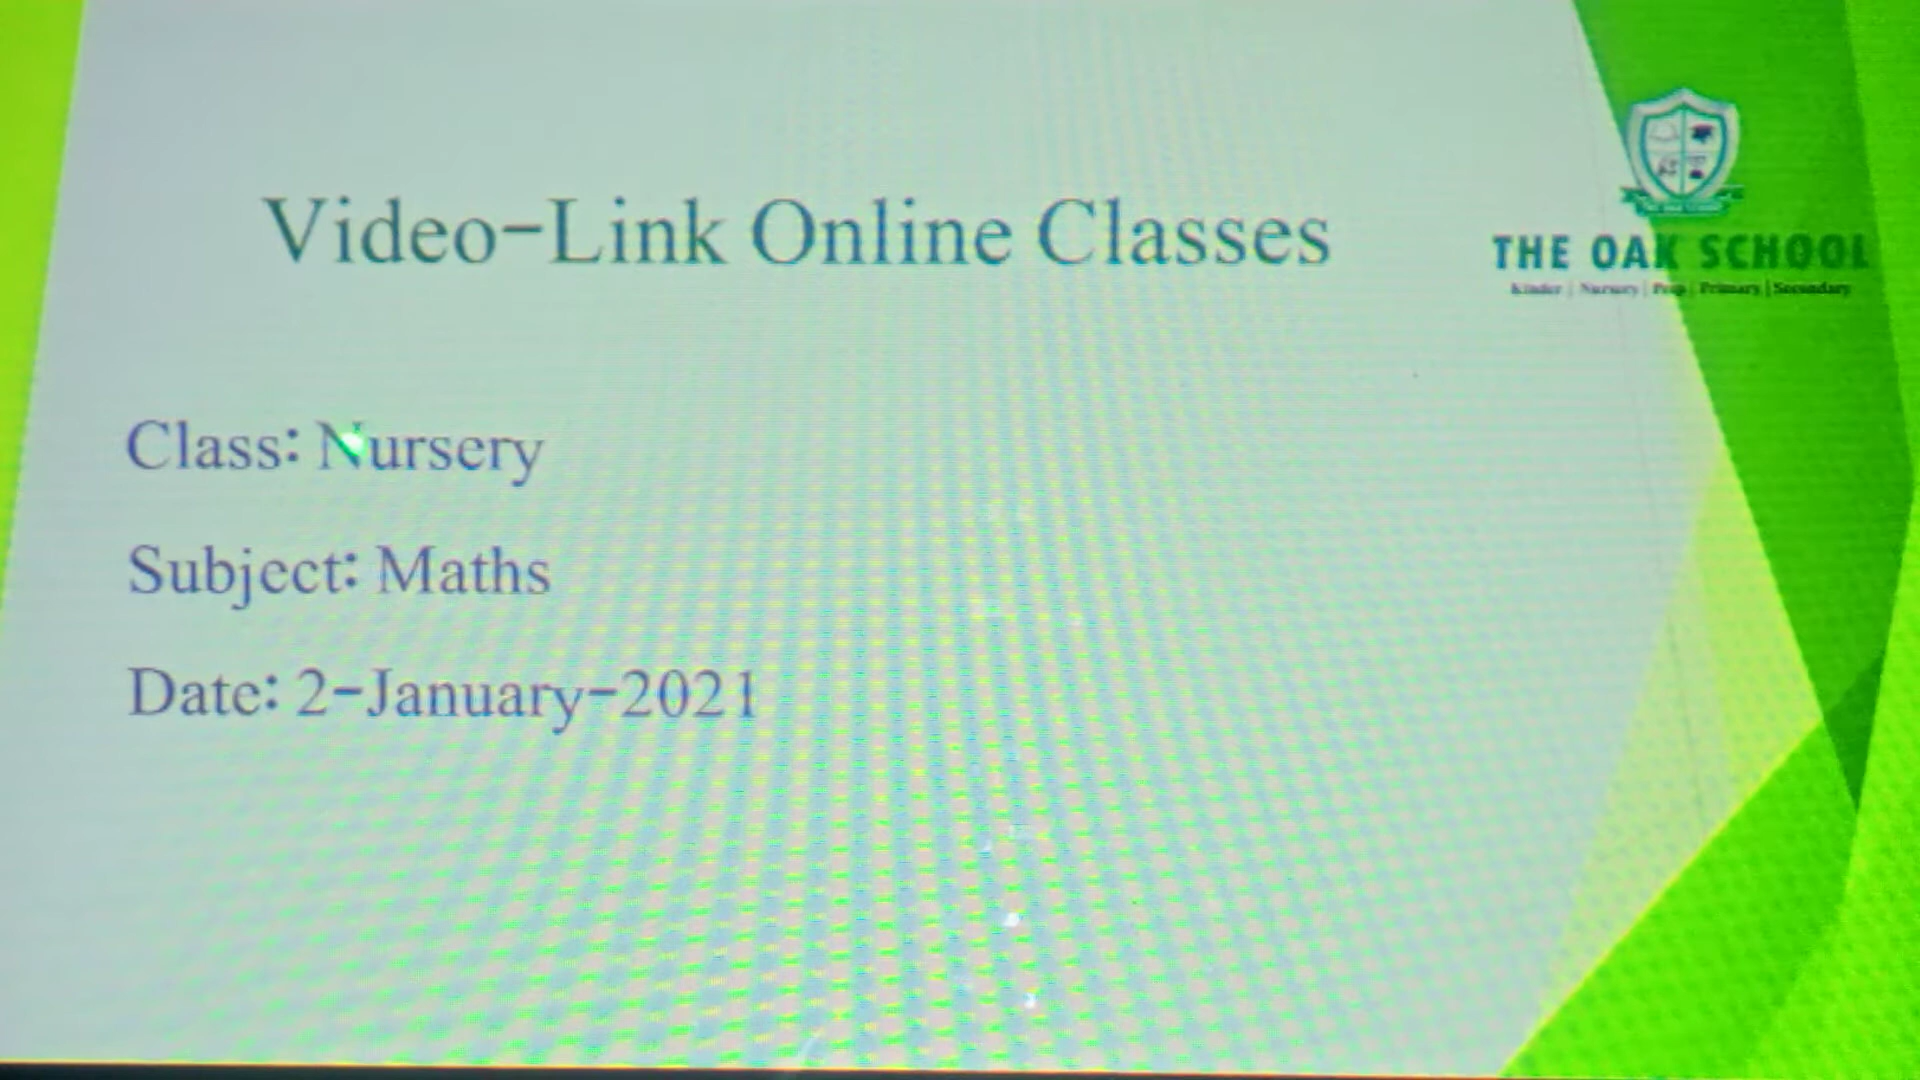 Video-Link Online Classes
THE OAK SCHOOL
Kinder | Nursery | Prep | Primary | Secondary
Class: Nursery
Subject: Maths
Date: 2-January-2021